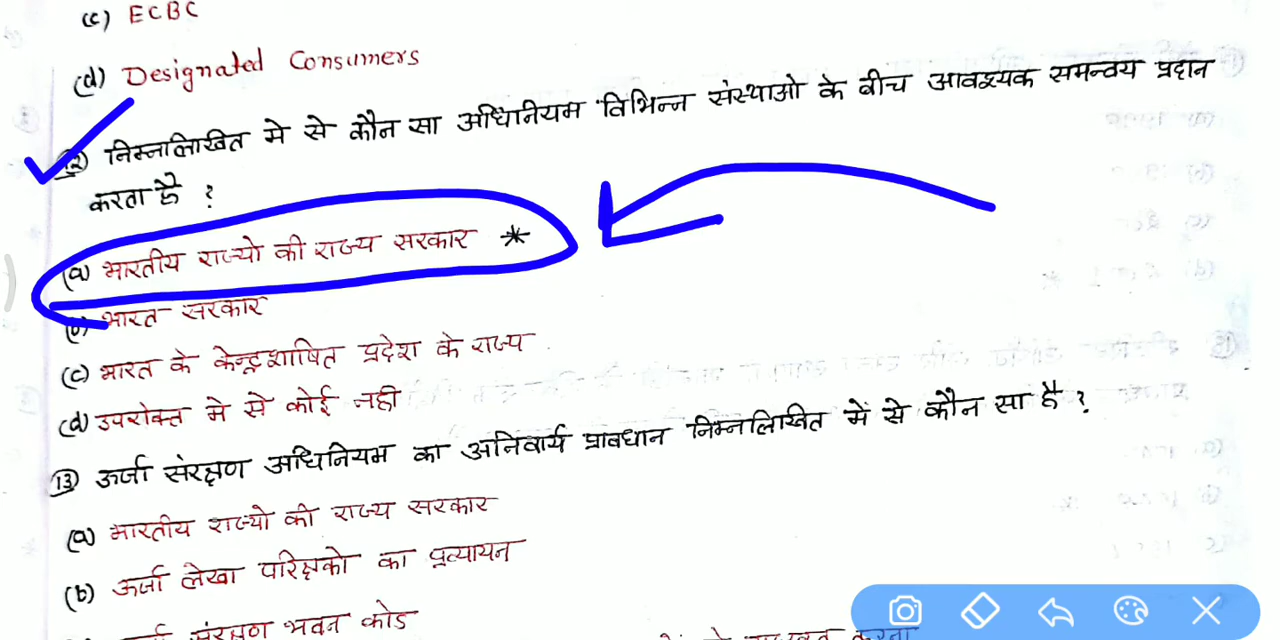 (c) ECBC
(d) Designated Consumers
12 निम्नलिखित मे से कौन सा अधिनियम विभिन्न संस्थाओ के बीच आवश्यक समन्वय प्रदान
करता है ?
(a) भारतीय राज्यो की राज्य सरकार *
(b) भारत सरकार
(c) भारत के केन्द्रशाषित प्रदेश के राज्य
(d) उपरोक्त मे से कोई नही
13 ऊर्जा संरक्षण अधिनियम का अनिवार्य प्रावधान निम्नलिखित में से कौन सा है ?
(a) भारतीय राज्यो की राज्य सरकार
(b) ऊर्जा लेखा परिक्षको का प्रत्यायन
संरक्षण भवन कोड